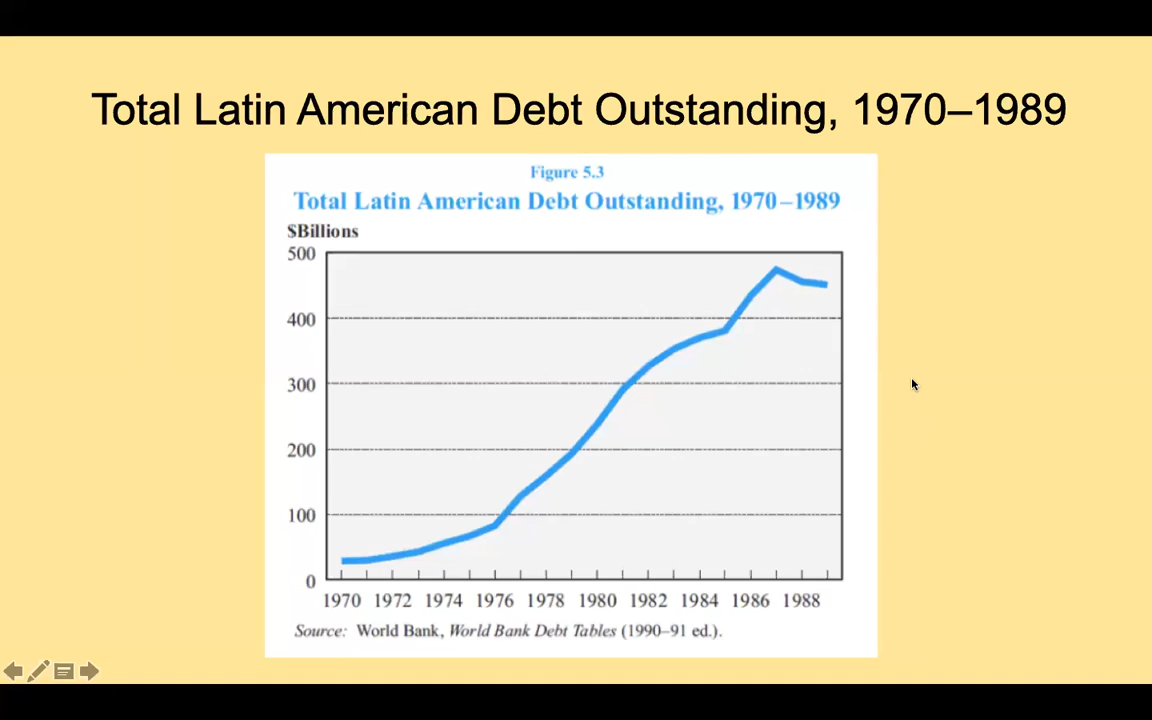 Total Latin American Debt Outstanding, 1970–1989
Figure 5.3
Total Latin American Debt Outstanding, 1970–1989
$Billions
500
400
300
200
100
0
1970 1972 1974 1976 1978 1980 1982 1984 1986 1988
Source: World Bank, World Bank Debt Tables (1990–91 ed.).